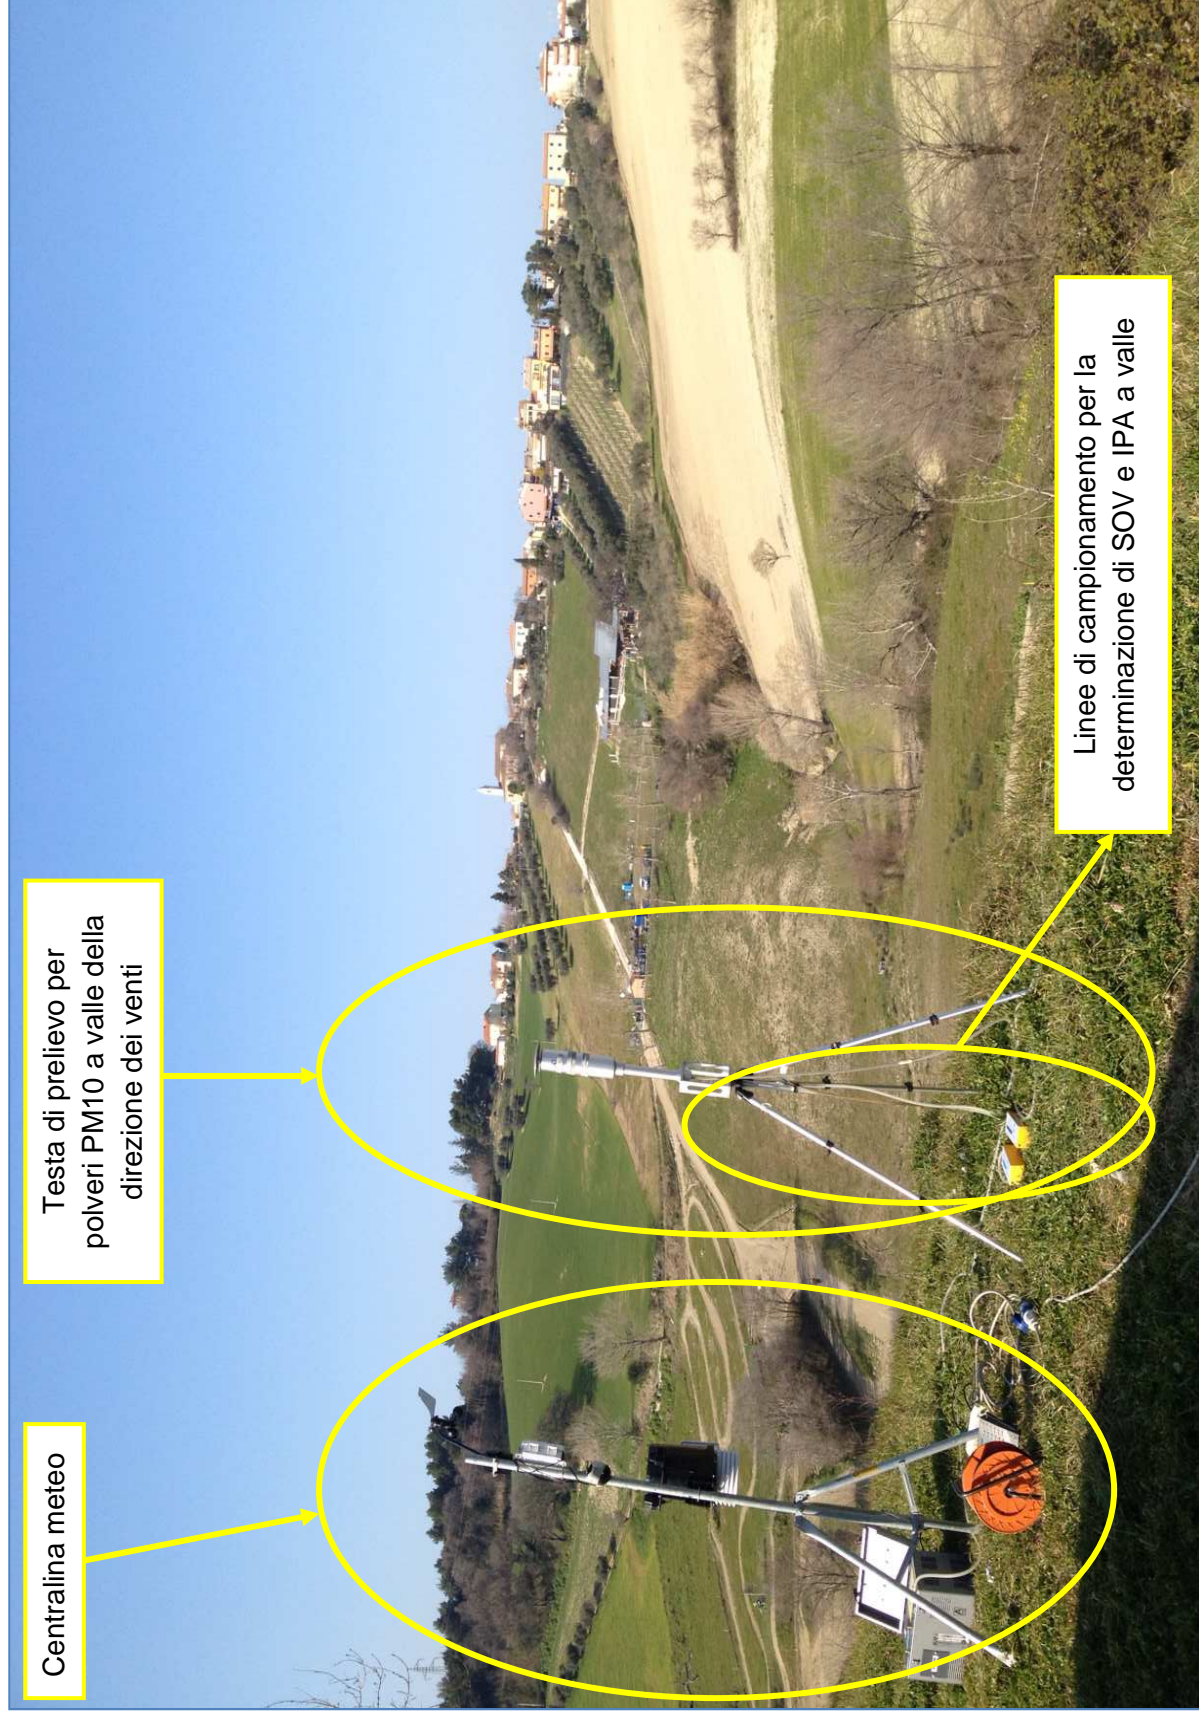 Centralina meteo
Testa di prelievo per
polveri PM10 a valle della
direzione dei venti
Linee di campionamento per la
determinazione di SOV e IPA a valle